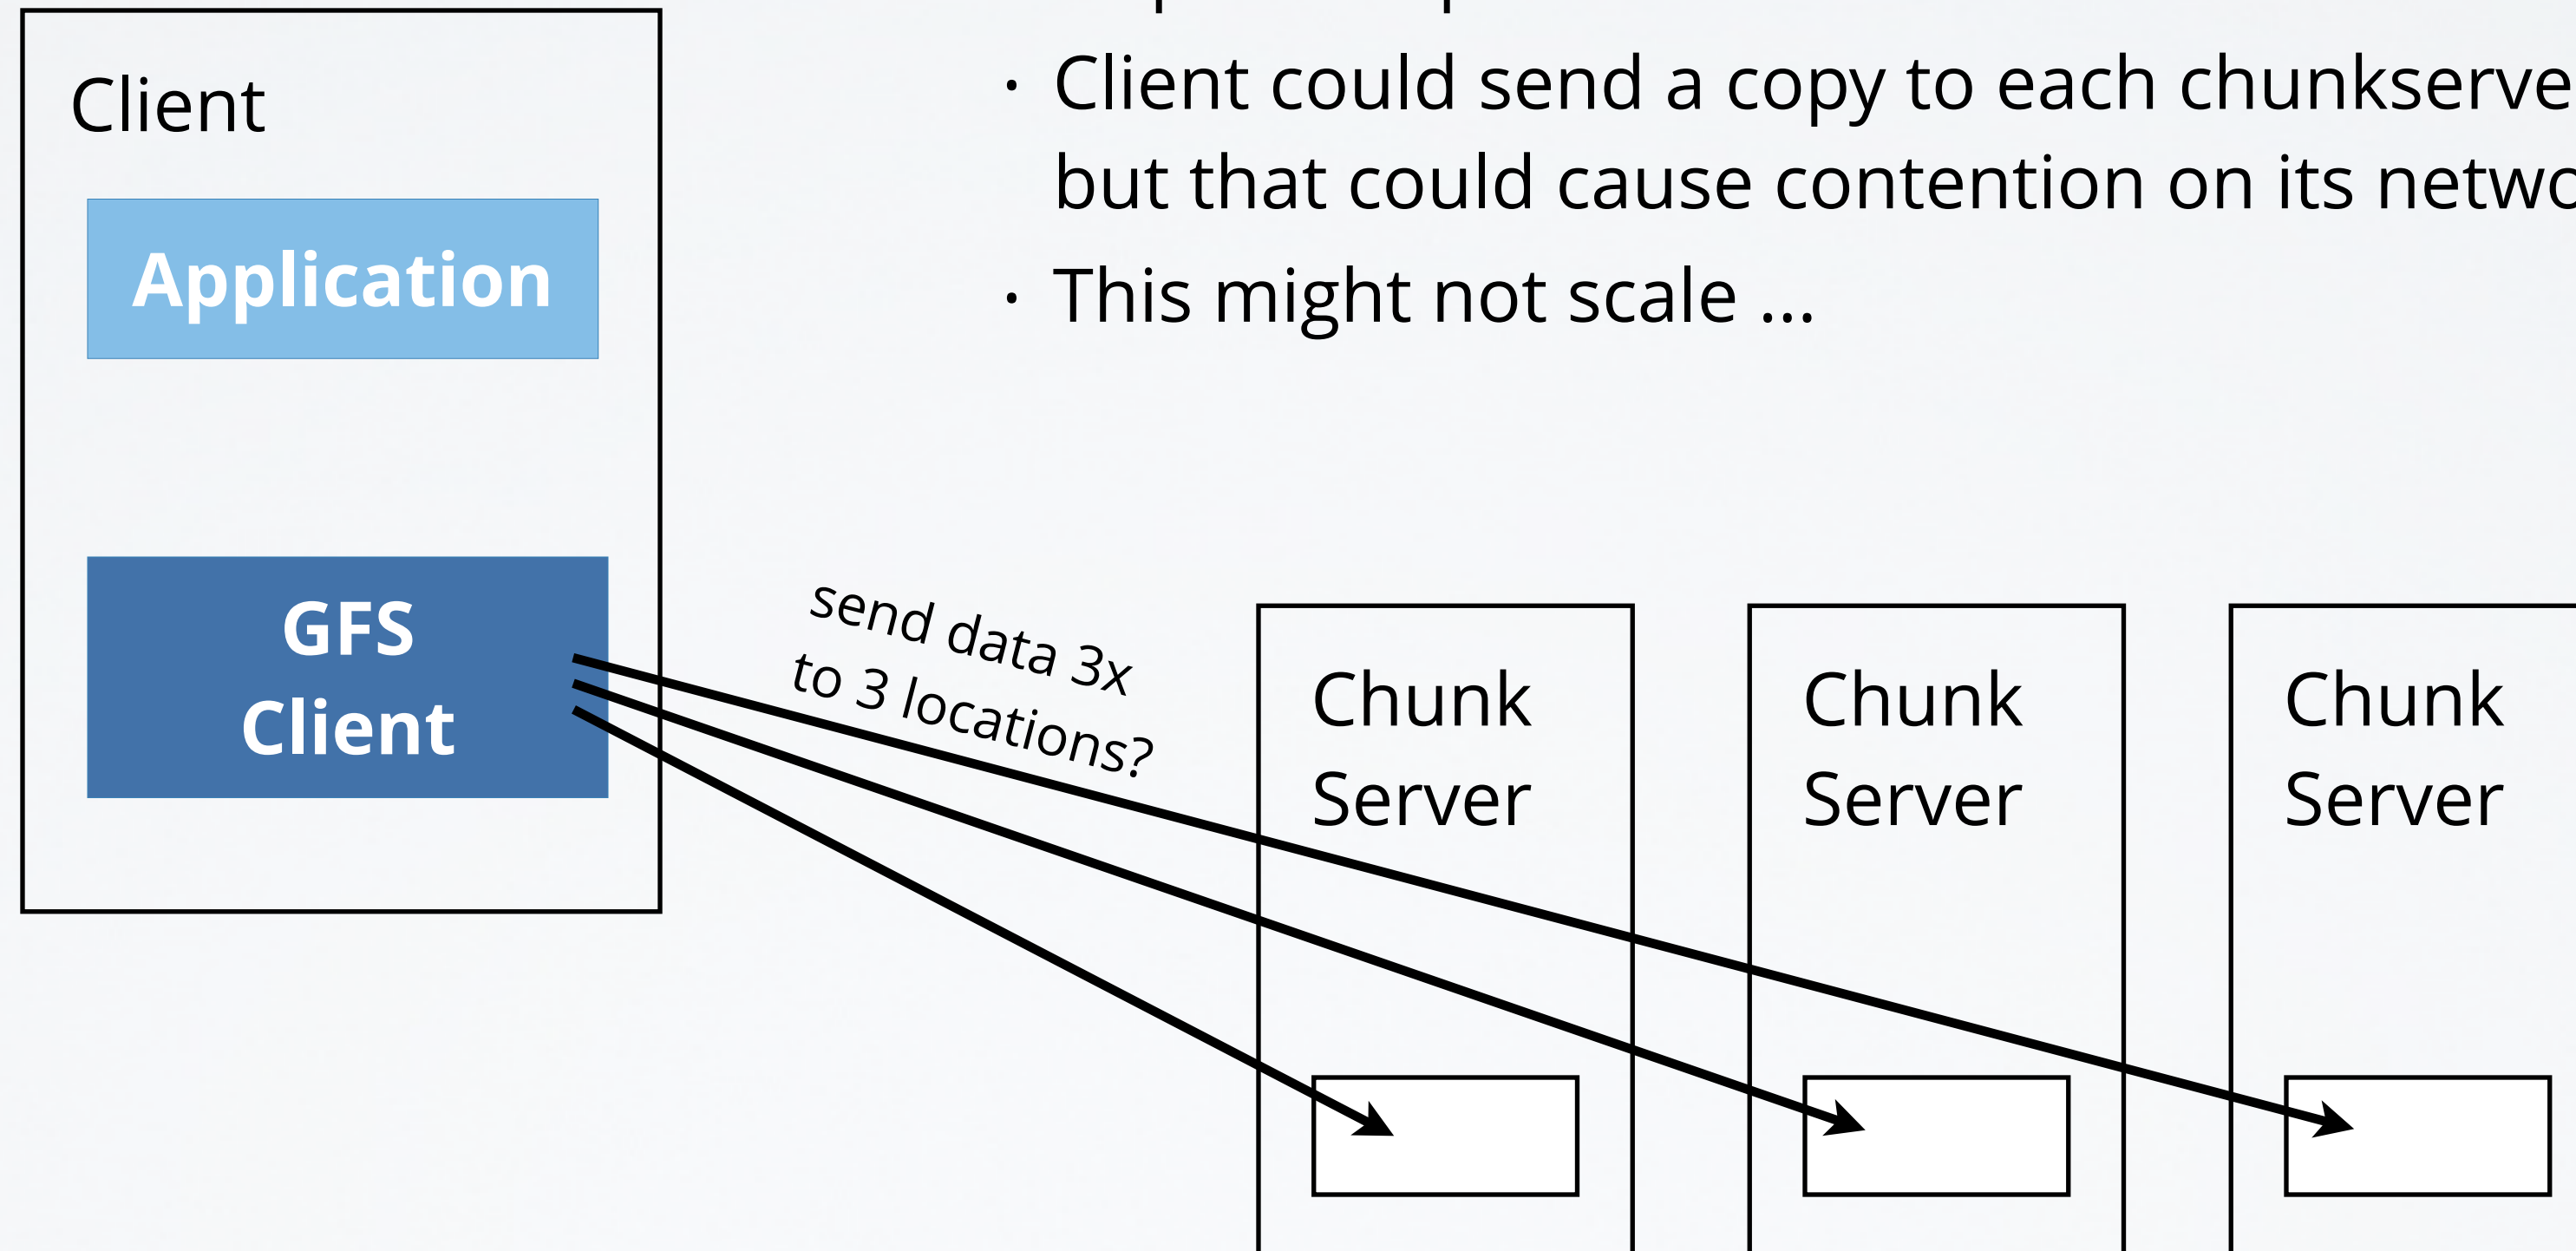 Client
Application
GFS
Client
· Client could send a copy to each chunkserve
but that could cause contention on its netwo
· This might not scale ...
send data 3x
to 3 locations?
Chunk
Server
Chunk
Server
Chunk
Server